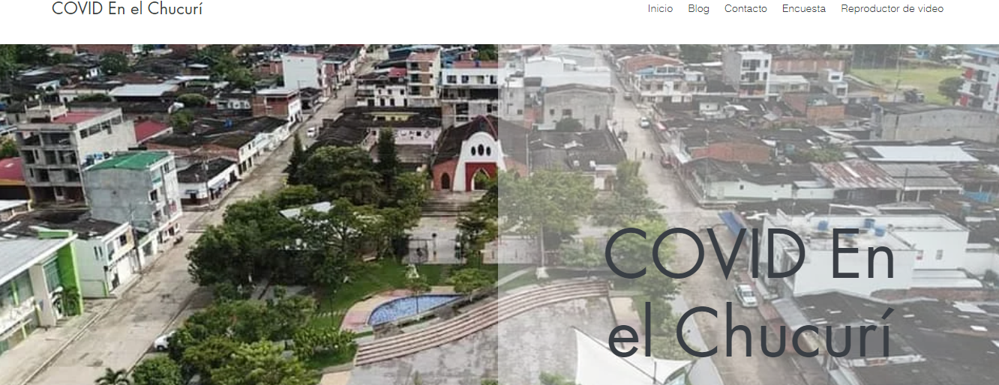 COVID En el Chucurí
Inicio Blog Contacto Encuesta Reproductor de video
COVID En
el Chucurí